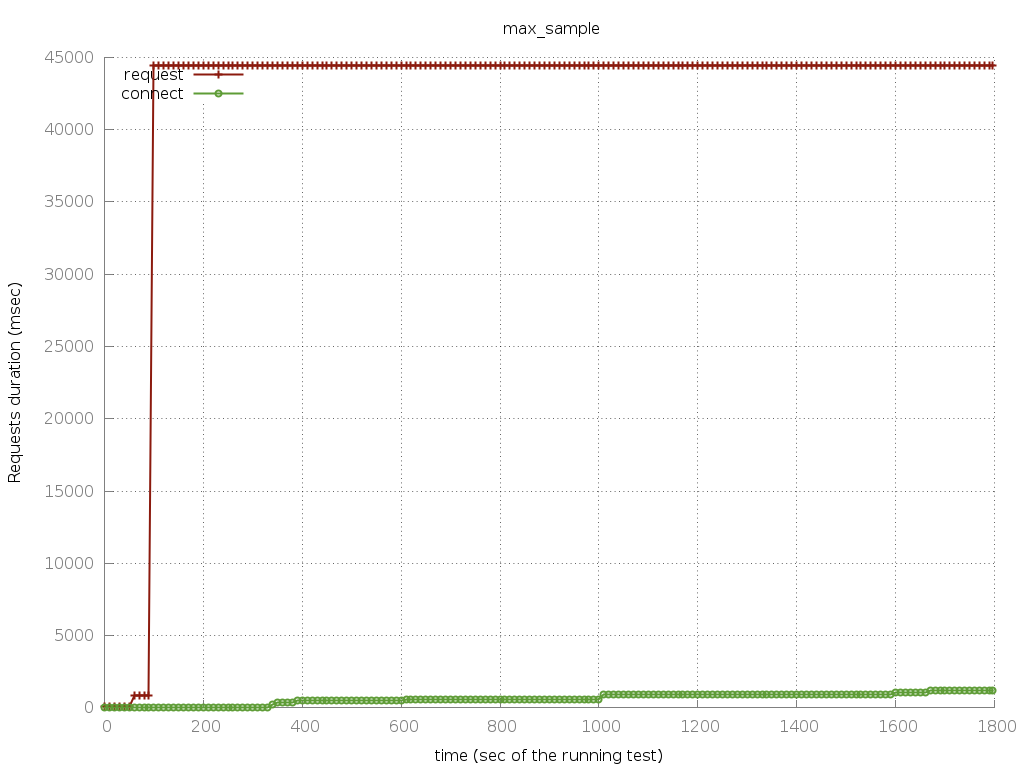 max_sample
45000
request
connect
40000
35000
30000
25000
20000
15000
10000
5000
0
Requests duration (msec)
0 200 400 600 800 1000 1200 1400 1600 1800
time (sec of the running test)